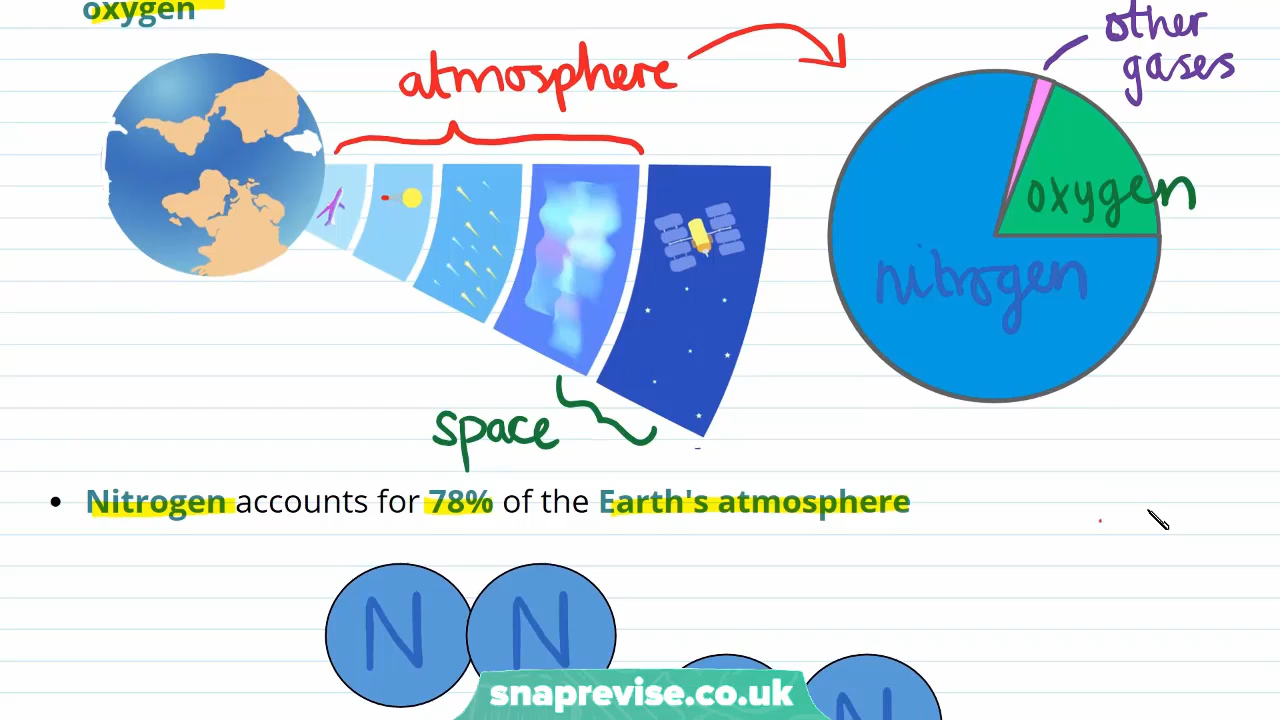 oxygen
atmosphere
other
gases
oxygen
nitrogen
space
• Nitrogen accounts for 78% of the Earth's atmosphere
N N
N
snaprevise.co.uk